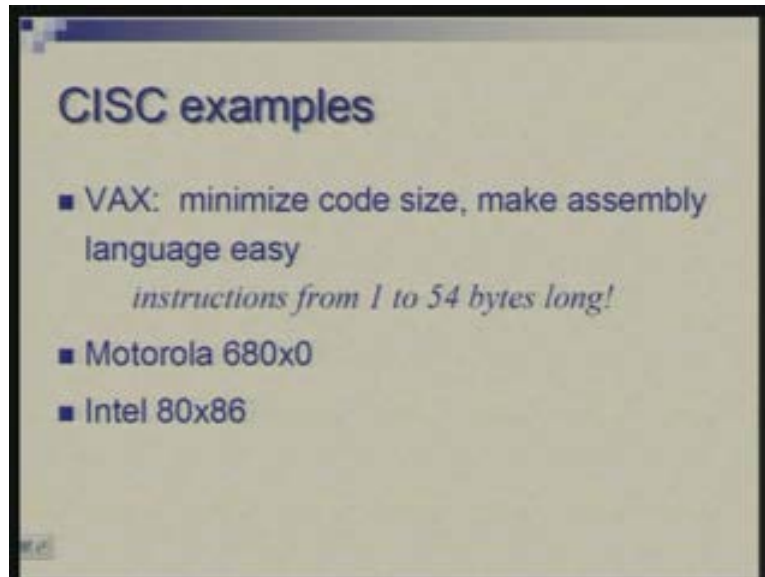 CISC examples
■ VAX: minimize code size, make assembly
language easy
instructions from 1 to 54 bytes long!
■ Motorola 680x0
■ Intel 80x86